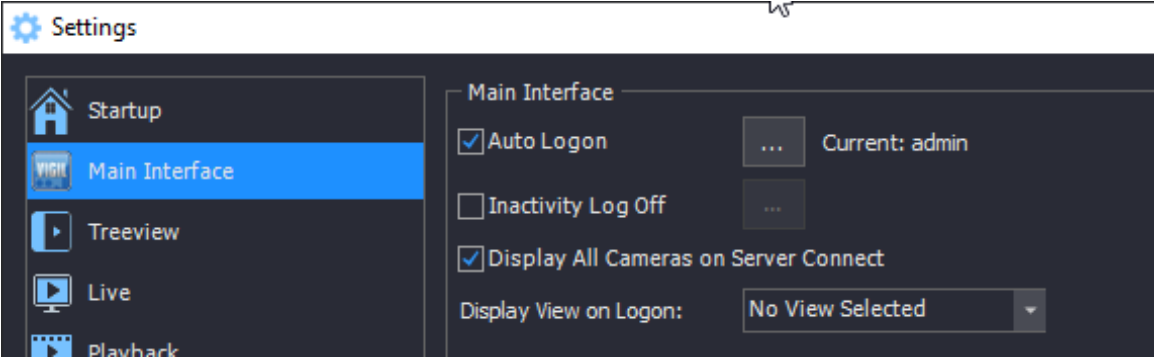 Settings
Startup
Main Interface
Treeview
Live
Playback
Main Interface
Auto Logon ... Current: admin
Inactivity Log Off ...
Display All Cameras on Server Connect
Display View on Logon: No View Selected
VIGIL